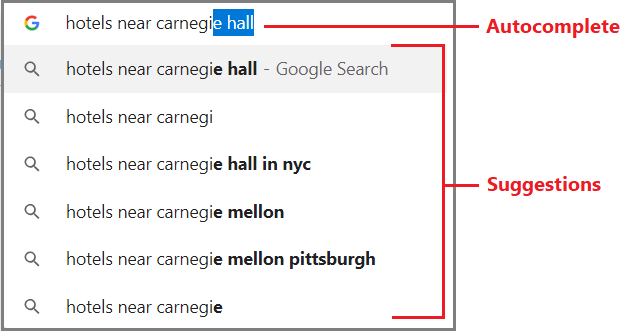 hotels near carnegie hall
Autocomplete
hotels near carnegie hall - Google Search
hotels near carnegi
hotels near carnegie hall in nyc
Suggestions
hotels near carnegie mellon
hotels near carnegie mellon pittsburgh
hotels near carnegie